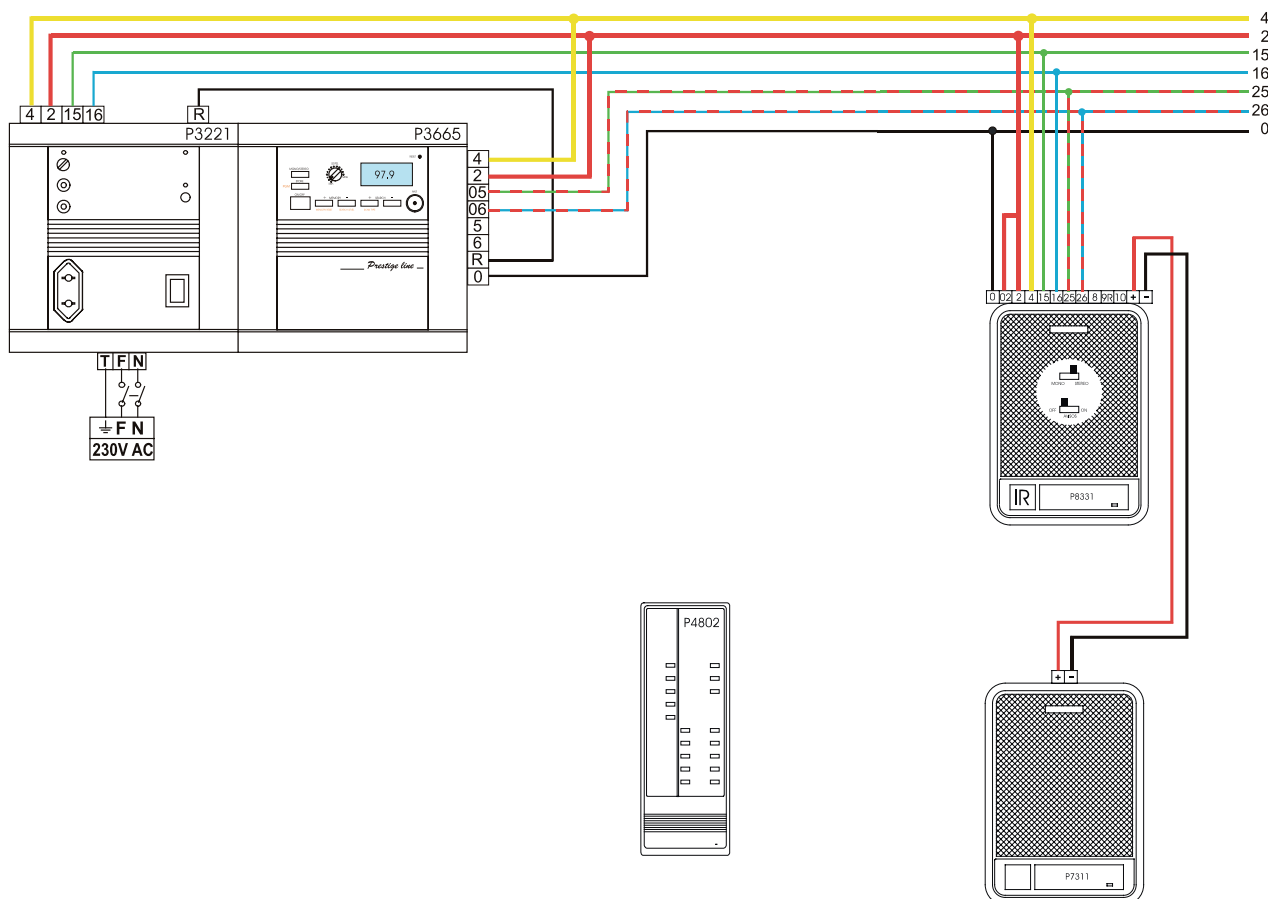 4
2
15
16
25
26
0
4 2 15 16
R
P3221
P3665
4
2
05
06
5
6
R
0
97.9
Prestige line
T F N
F N
230V AC
0 02 2 4 15 16 25 26 8 9R 10 + -
MONO STEREO
OFF ON
IR
P8331
P4802
+ -
P7311